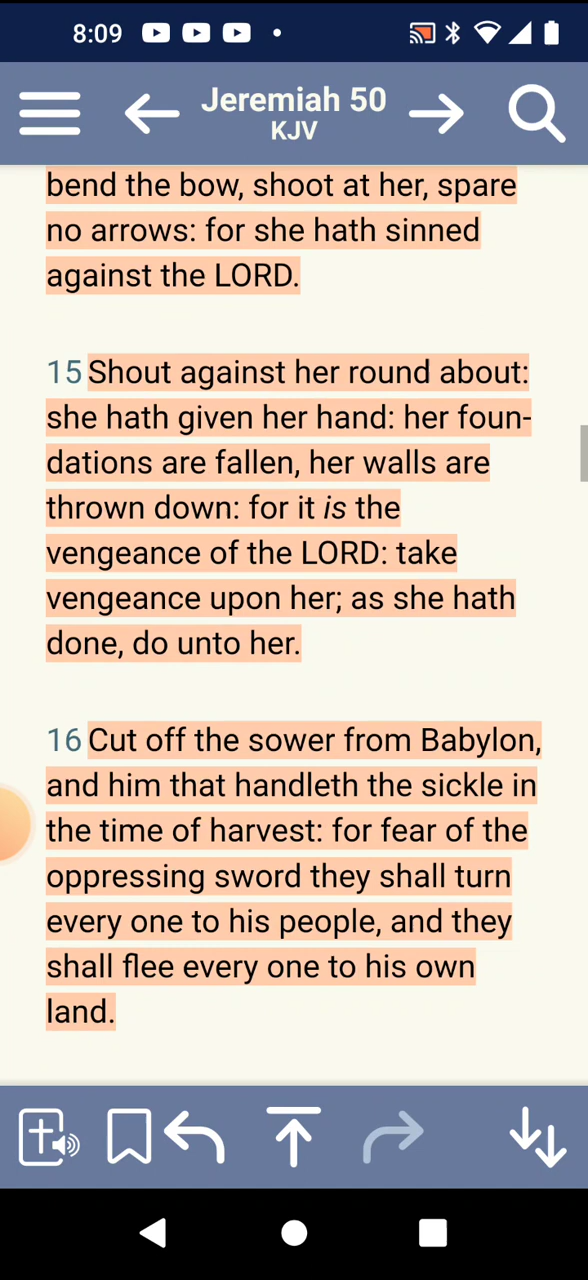 8:09
Jeremiah 50
KJV
bend the bow, shoot at her, spare
no arrows: for she hath sinned
against the LORD.
15 Shout against her round about:
she hath given her hand: her foun-
dations are fallen, her walls are
thrown down: for it is the
vengeance of the LORD: take
vengeance upon her; as she hath
done, do unto her.
16 Cut off the sower from Babylon,
and him that handleth the sickle in
the time of harvest: for fear of the
oppressing sword they shall turn
every one to his people, and they
shall flee every one to his own
land.